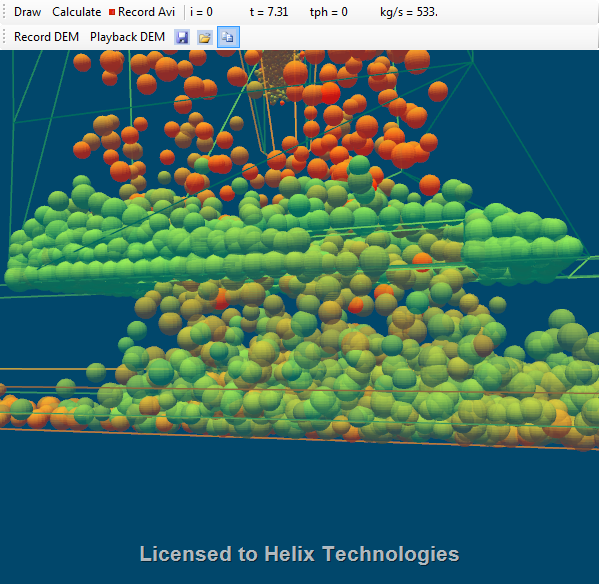 Draw Calculate Record Avi i = 0 t = 7.31 tph = 0 kg/s = 533.
Record DEM Playback DEM
Licensed to Helix Technologies